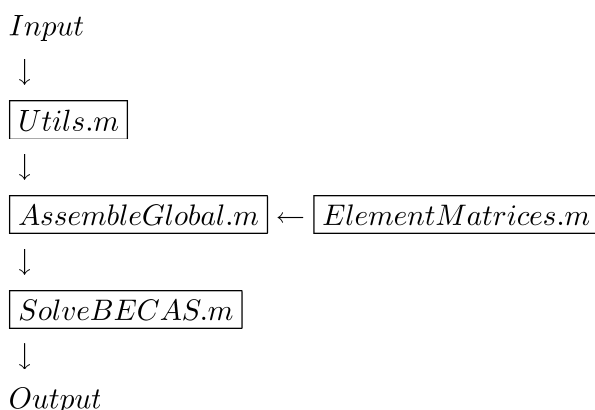 Input
↓
Utils.m
↓
AssembleGlobal.m ← ElementMatrices.m
↓
SolveBECAS.m
↓
Output